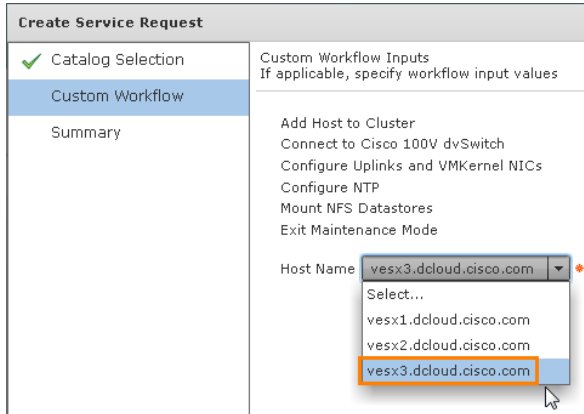 Create Service Request
Catalog Selection
Custom Workflow
Summary
Custom Workflow Inputs
If applicable, specify workflow input values
Add Host to Cluster
Connect to Cisco 100V dvSwitch
Configure Uplinks and VMKernel NICs
Configure NTP
Mount NFS Datastores
Exit Maintenance Mode
Host Name vesx3.dcloud.cisco.com *
Select...
vesx1.dcloud.cisco.com
vesx2.dcloud.cisco.com
vesx3.dcloud.cisco.com